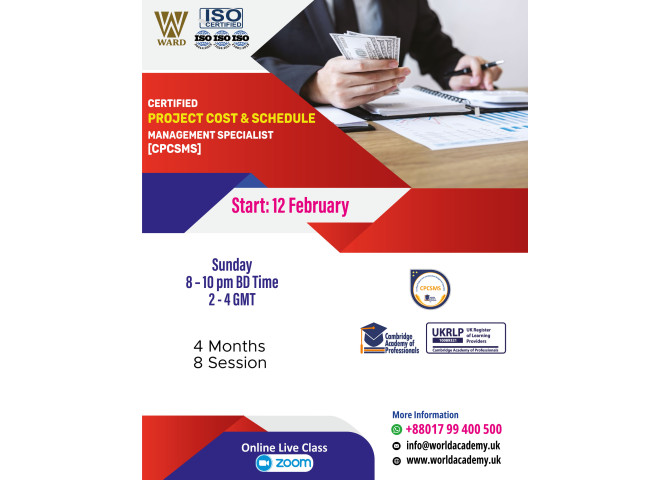 WARD
ISO
CERTIFIED
ISO ISO ISO
CERTIFIED
PROJECT COST & SCHEDULE
MANAGEMENT SPECIALIST
[CPCSMS]
Start: 12 February
Sunday
8 – 10 pm BD Time
2 - 4 GMT
4 Months
8 Session
CPCSMS
Cambridge
Academy of
Professionals
UKRLP
UK Register
of Learning
Providers
Cambridge Academy of Professionals
Online Live Class
zoom
More Information
+88017 99 400 500
info@worldacademy.uk
www.worldacademy.uk